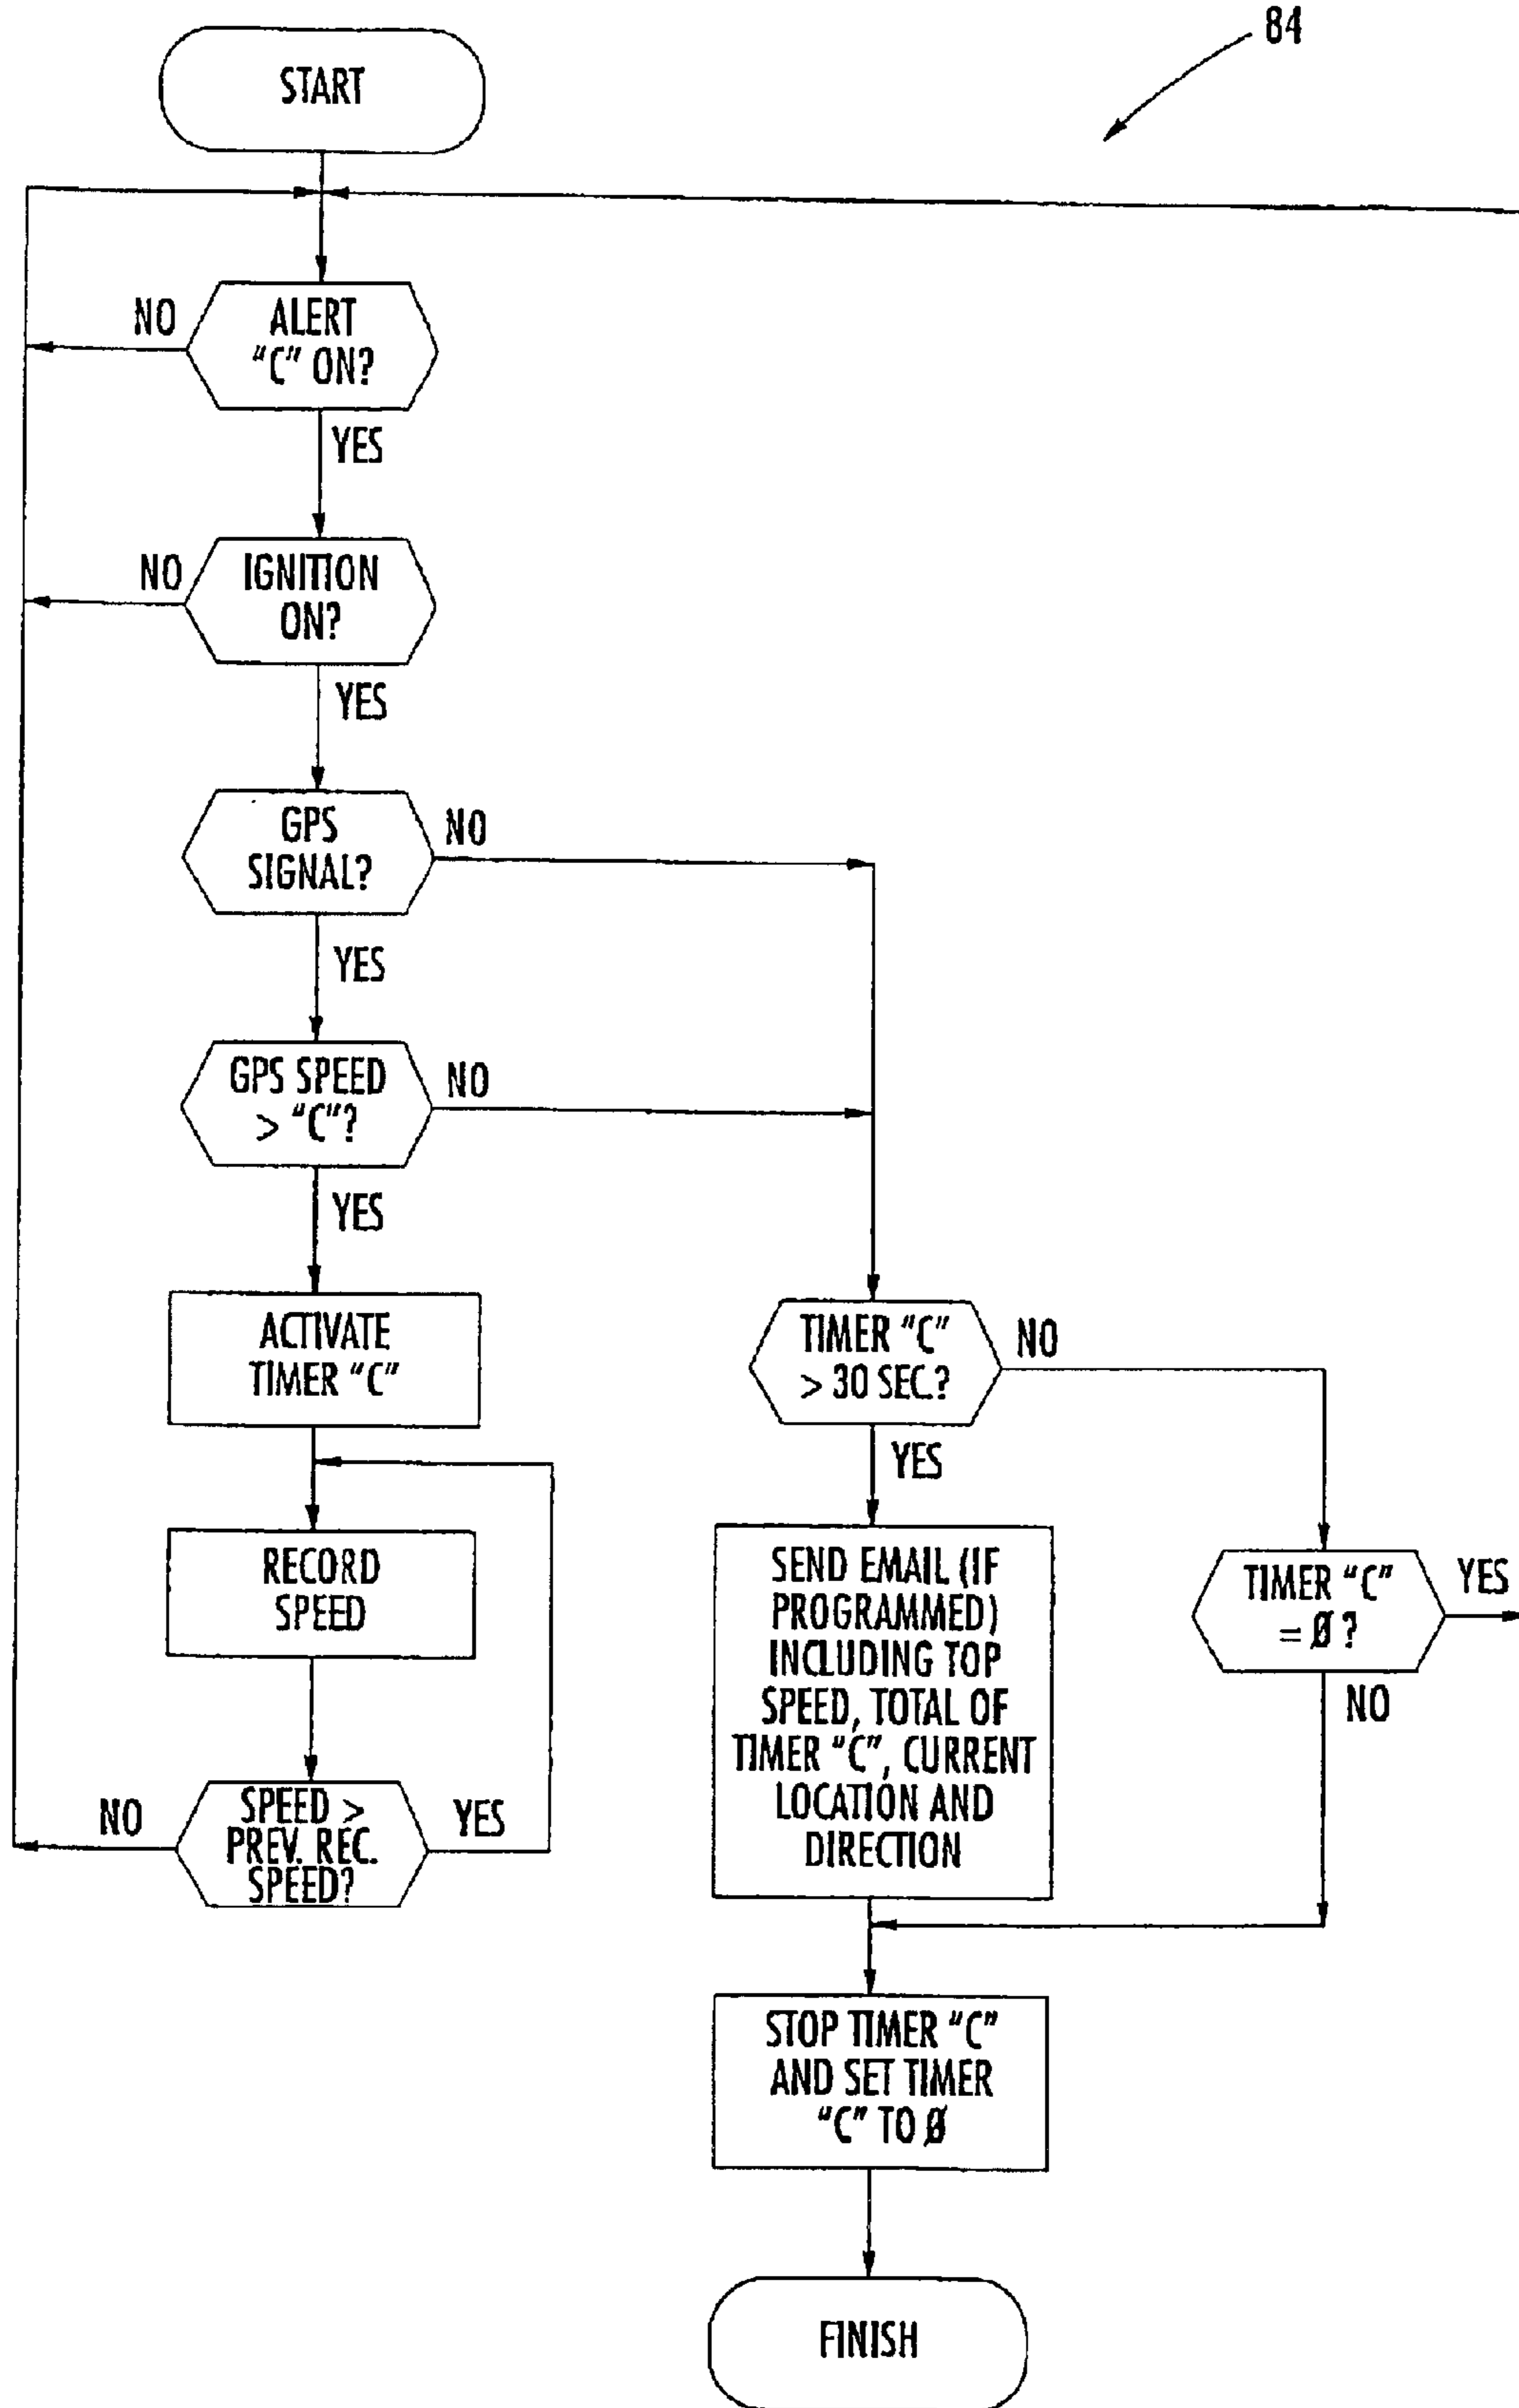 84
START
ALERT
"C" ON?
NO
YES
IGNITION
ON?
NO
YES
GPS
SIGNAL?
NO
YES
GPS SPEED
> "C"?
NO
YES
ACTIVATE
TIMER "C"
RECORD
SPEED
SPEED >
PREV. REC.
SPEED?
NO
YES
TIMER "C"
> 30 SEC.?
NO
YES
SEND EMAIL (IF
PROGRAMMED)
INCLUDING TOP
SPEED, TOTAL OF
TIMER "C", CURRENT
LOCATION AND
DIRECTION
TIMER "C"
= Ø ?
YES
NO
STOP TIMER "C"
AND SET TIMER
"C" TO Ø
FINISH